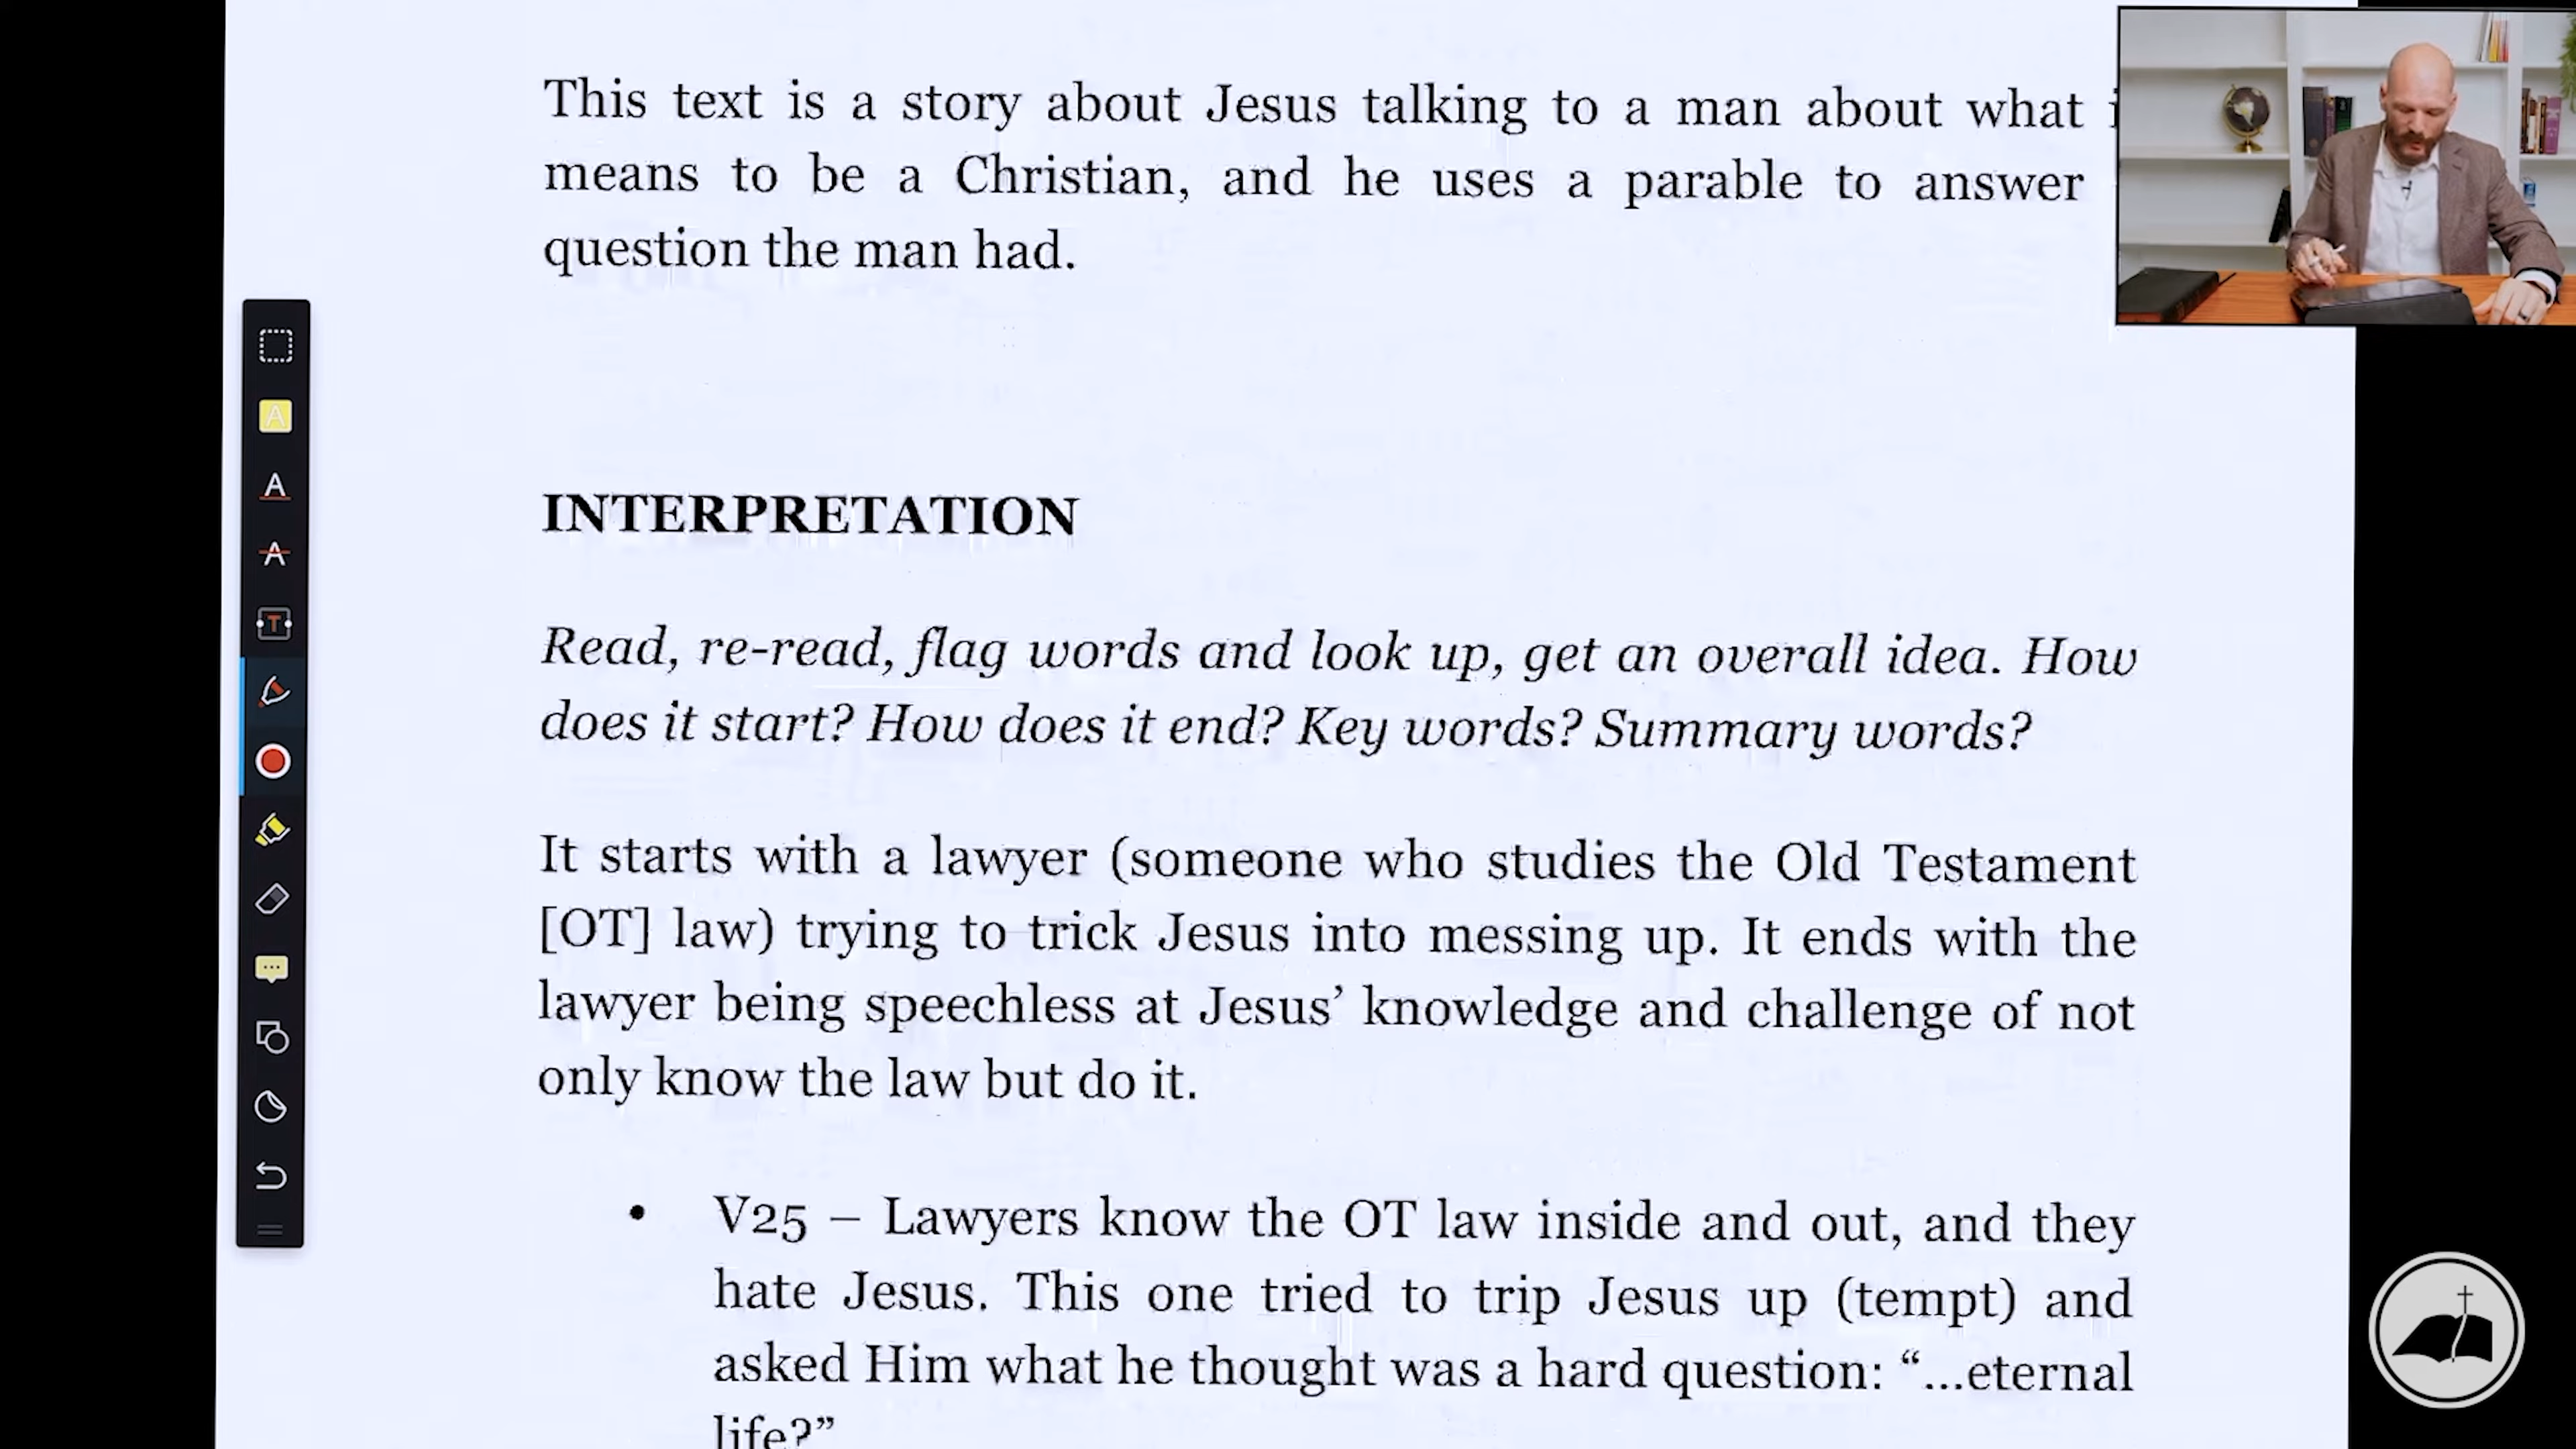 This text is a story about Jesus talking to a man about what
means to be a Christian, and he uses a parable to answer
question the man had.
INTERPRETATION
Read, re-read, flag words and look up, get an overall idea. How
does it start? How does it end? Key words? Summary words?
It starts with a lawyer (someone who studies the Old Testament
[OT] law) trying to trick Jesus into messing up. It ends with the
lawyer being speechless at Jesus’ knowledge and challenge of not
only know the law but do it.
• V25 – Lawyers know the OT law inside and out, and they
hate Jesus. This one tried to trip Jesus up (tempt) and
asked Him what he thought was a hard question: “...eternal
life?”